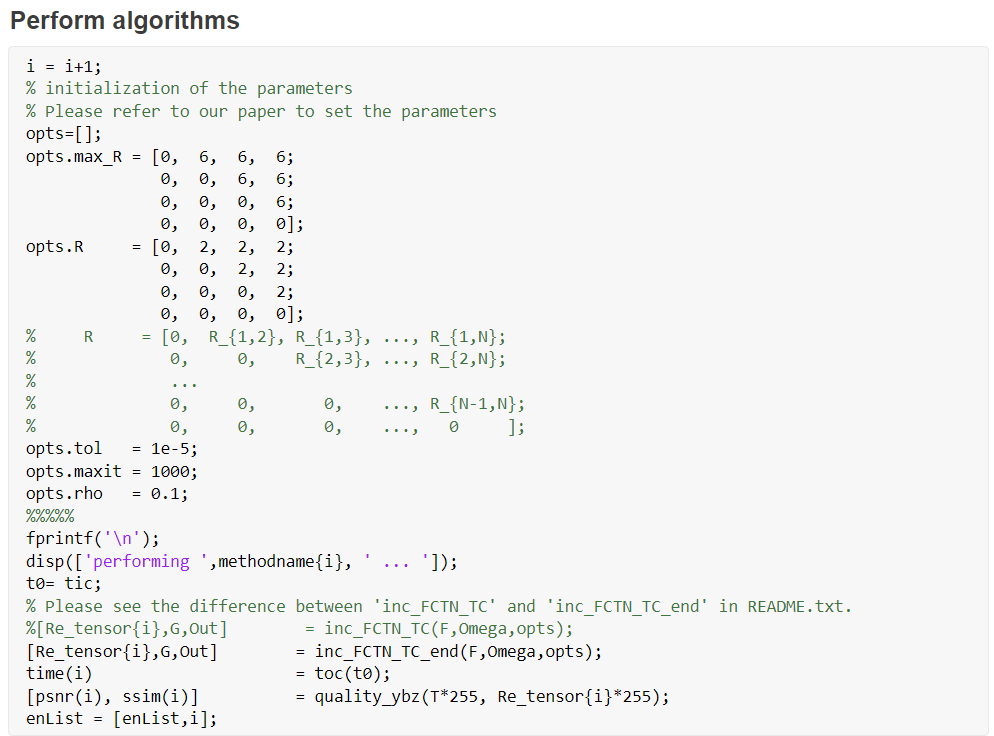 Perform algorithms
i = i+1;
% initialization of the parameters
% Please refer to our paper to set the parameters
opts=[];
opts.max_R = [0,  6,  6,  6;
              0,  0,  6,  6;
              0,  0,  0,  6;
              0,  0,  0,  0];
opts.R     = [0,  2,  2,  2;
              0,  0,  2,  2;
              0,  0,  0,  2;
              0,  0,  0,  0];
%     R     = [0,  R_{1,2}, R_{1,3}, ..., R_{1,N};
%              0,     0,    R_{2,3}, ..., R_{2,N};
%              ...
%              0,     0,       0,    ..., R_{N-1,N};
%              0,     0,       0,    ...,   0     ];
opts.tol   = 1e-5;
opts.maxit = 1000;
opts.rho   = 0.1;
%%%%%
fprintf('\n');
disp(['performing ',methodname{i}, ' ... ']);
t0= tic;
% Please see the difference between 'inc_FCTN_TC' and 'inc_FCTN_TC_end' in README.txt.
%[Re_tensor{i},G,Out]        = inc_FCTN_TC(F,Omega,opts);
[Re_tensor{i},G,Out]        = inc_FCTN_TC_end(F,Omega,opts);
time(i)                     = toc(t0);
[psnr(i), ssim(i)]          = quality_ybz(T*255, Re_tensor{i}*255);
enList = [enList,i];